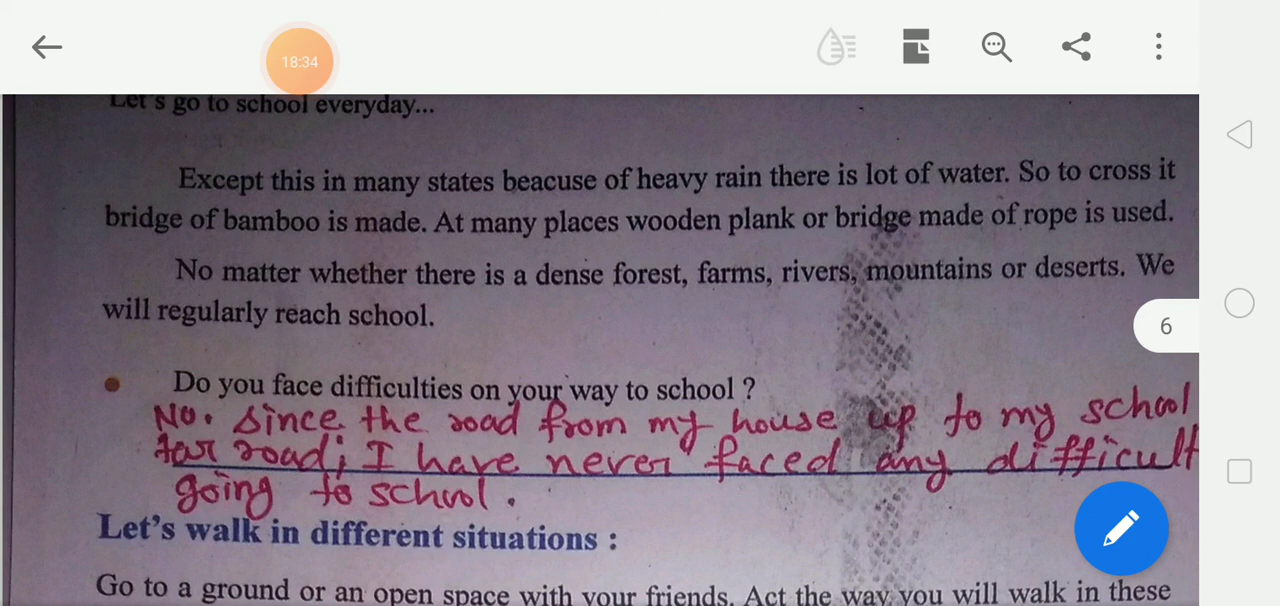 18:34
Let's go to school everyday...
Except this in many states beacuse of heavy rain there is lot of water. So to cross it
bridge of bamboo is made. At many places wooden plank or bridge made of rope is used.
No matter whether there is a dense forest, farms, rivers, mountains or deserts. We
will regularly reach school.
6
Do you face difficulties on your way to school ?
No. Since the road from my house up to my school
tar road; I have never faced any difficult
going to school.
Let's walk in different situations :
Go to a ground or an open space with your friends. Act the way you will walk in these